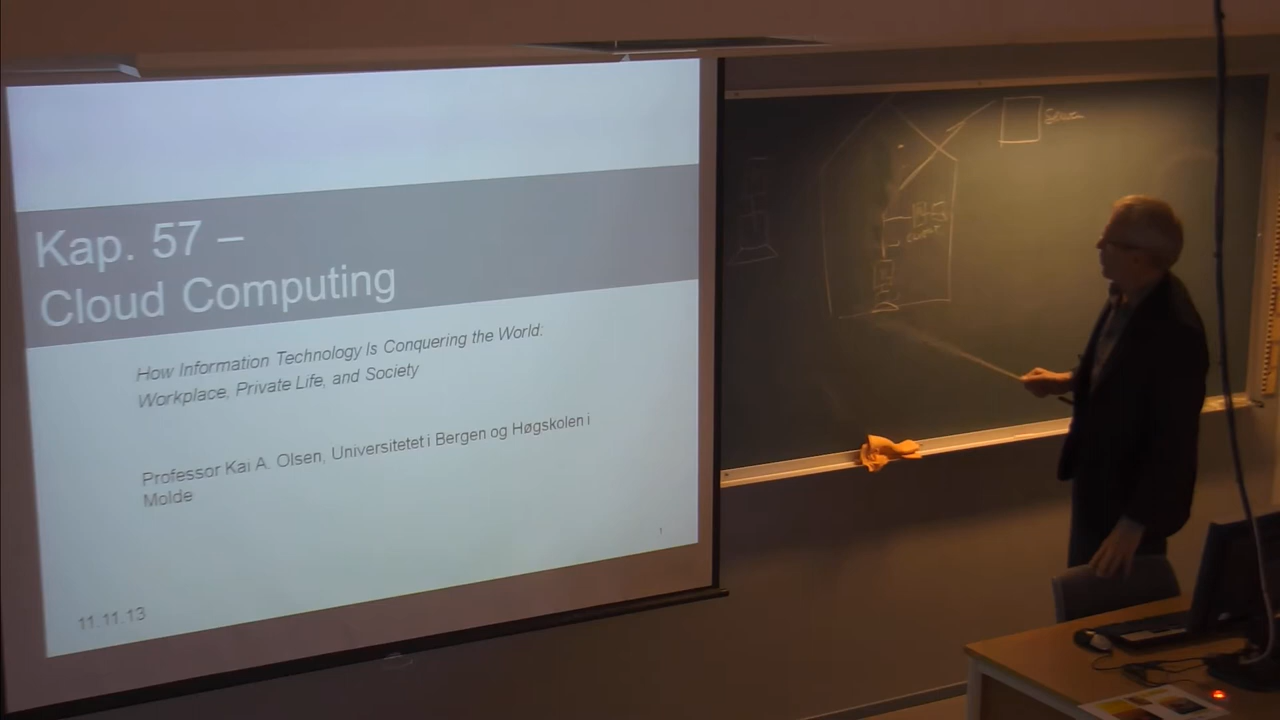 Kap. 57 –
Cloud Computing
How Information Technology Is Conquering the World:
Workplace, Private Life, and Society
Professor Kai A. Olsen, Universitetet i Bergen og Høgskolen i
Molde
1
11.11.13